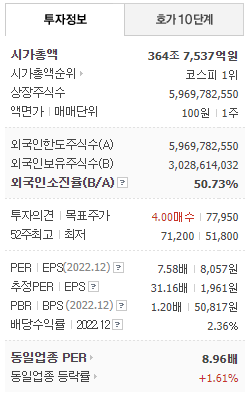 투자정보 호가 10단계
시가총액 364조 7,537억원
시가총액순위 코스피 1위
상장주식수 5,969,782,550
액면가 매매단위 100원 1주
외국인한도주식수(A) 5,969,782,550
외국인보유주식수(B) 3,028,614,032
외국인소진율(B/A) ? 50.73%
투자의견 목표주가 4.00매수 77,950
52주최고 최저 71,200 51,800
PER EPS(2022.12) ? 7.58배 8,057원
추정PER EPS ? 31.16배 1,961원
PBR BPS (2022.12) ? 1.20배 50,817원
배당수익률 2022.12 ? 2.36%
동일업종 PER 8.96배
동일업종 등락률 +1.61%